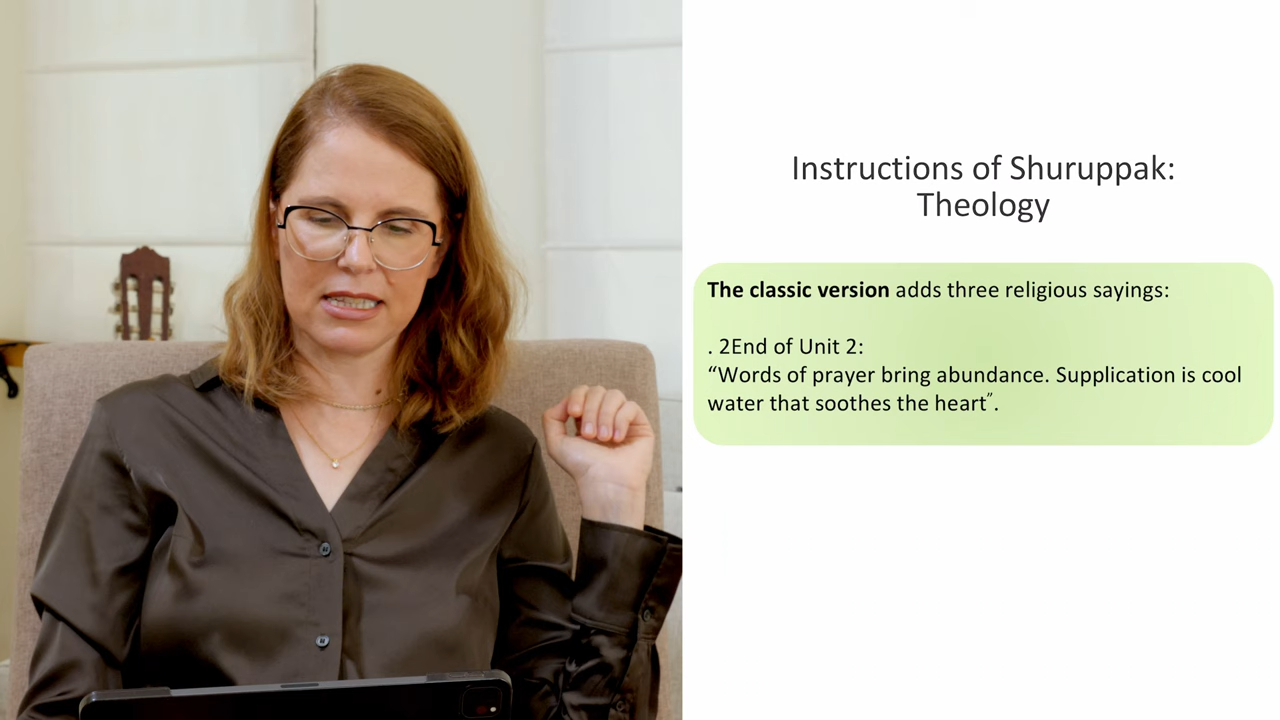 Instructions of Shuruppak:
Theology
The classic version adds three religious sayings:
. 2End of Unit 2:
“Words of prayer bring abundance. Supplication is cool
water that soothes the heart”.